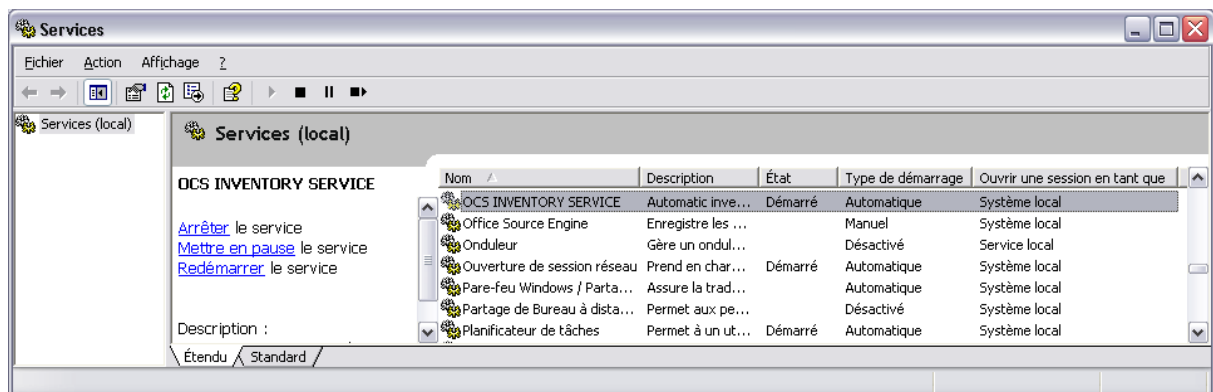 Services
Fichier Action Affichage ?
Services (local)
Services (local)
OCS INVENTORY SERVICE
Arrêter le service
Mettre en pause le service
Redémarrer le service
Description :
Nom Description État Type de démarrage Ouvrir une session en tant que
OCS INVENTORY SERVICE Automatic inve... Démarré Automatique Système local
Office Source Engine Enregistre les ... Manuel Système local
Onduleur Gère un ondul... Désactivé Service local
Ouverture de session réseau Prend en char... Démarré Automatique Système local
Pare-feu Windows / Parta... Assure la trad... Automatique Système local
Partage de Bureau à dista... Permet aux pe... Désactivé Système local
Planificateur de tâches Permet à un ut... Démarré Automatique Système local
Étendu Standard